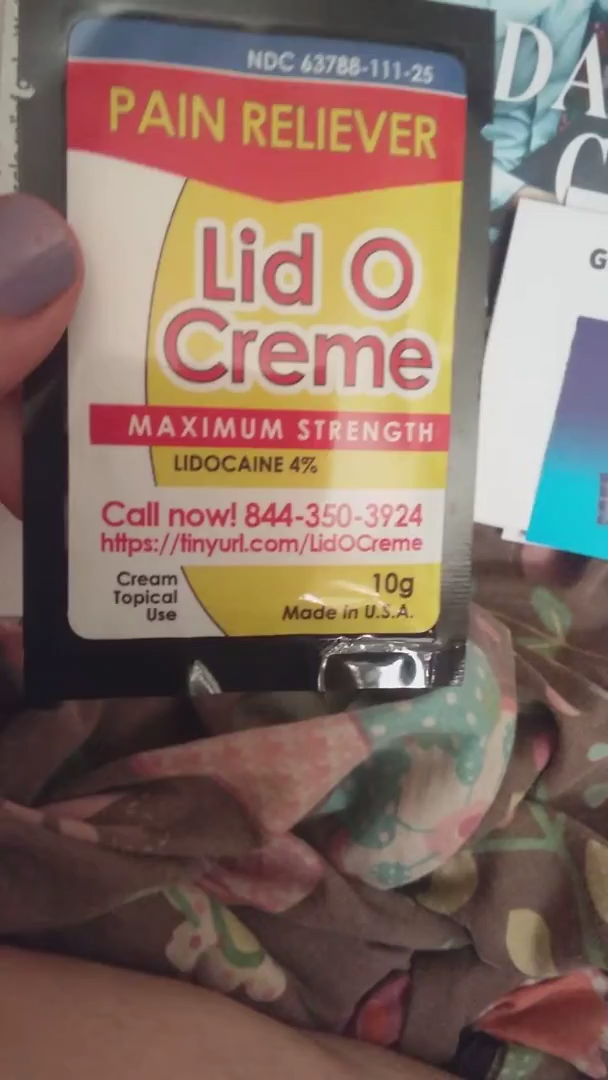 NDC 63788-111-25
PAIN RELIEVER
Lid O
Creme
MAXIMUM STRENGTH
LIDOCAINE 4%
Call now! 844-350-3924
https://tinyurl.com/LidOCreme
Cream
Topical
Use
10g
Made in U.S.A.
DA
C
G